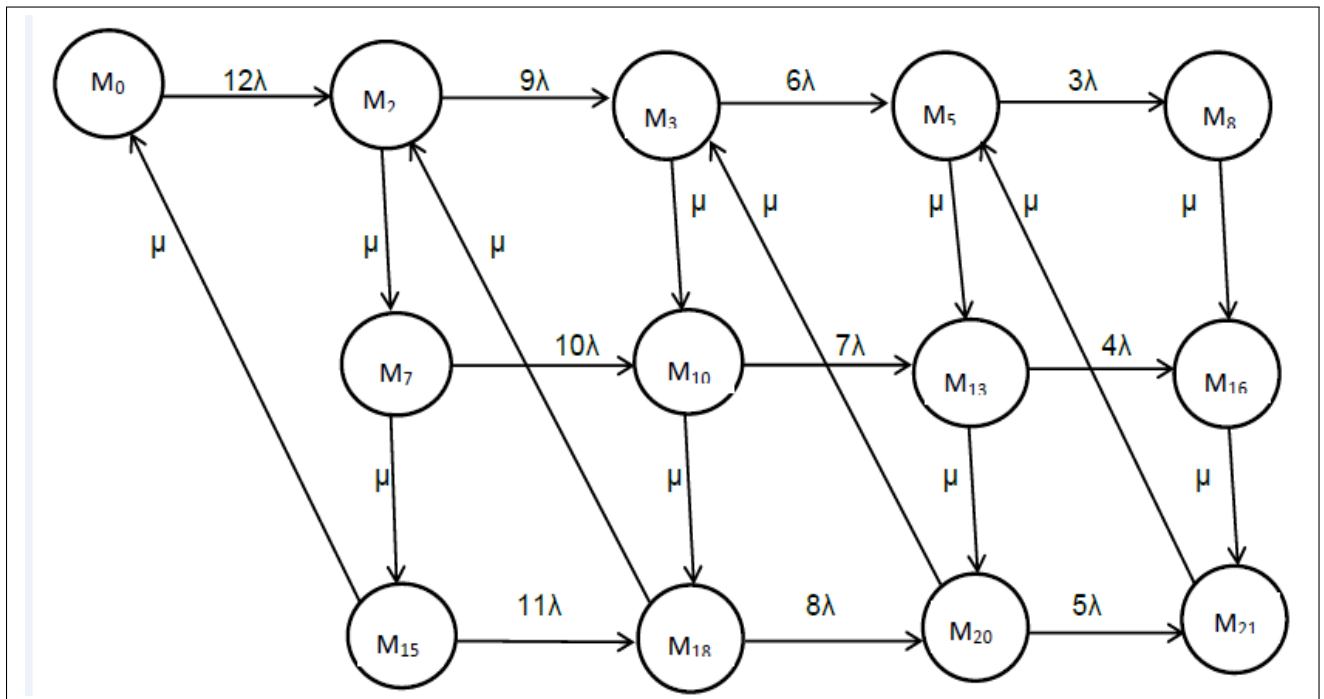 M₀ 12λ M₂ 9λ M₃ 6λ M₅ 3λ M₈
μ μ μ μ μ μ μ μ
M₇ 10λ M₁₀ 7λ M₁₃ 4λ M₁₆
μ μ μ μ
M₁₅ 11λ M₁₈ 8λ M₂₀ 5λ M₂₁